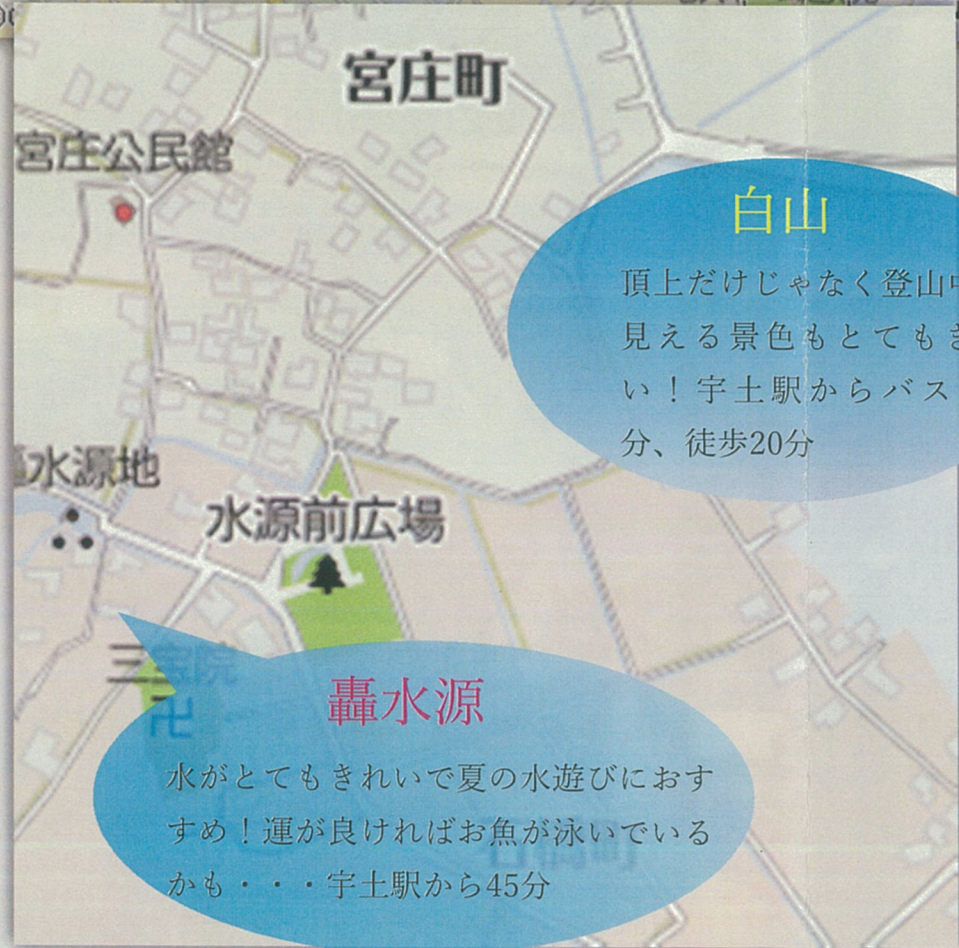 宮庄町
宮庄公民館
白山
頂上だけじゃなく登山中
見える景色もとてもき
い！宇土駅からバス
分、徒歩20分
水源地
水源前広場
三宝院
轟水源
水がとてもきれいで夏の水遊びにおす
すめ！運が良ければお魚が泳いでいる
かも・・・宇土駅から45分